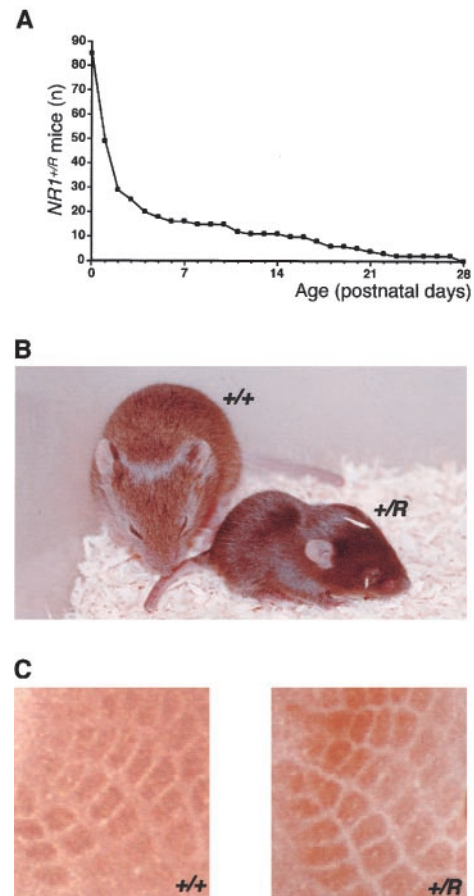 A
NR1+/R mice (n)
90
80
70
60
50
40
30
20
10
0
0 7 14 21 28
Age (postnatal days)
B
+/+
+/R
C
+/+ +/R